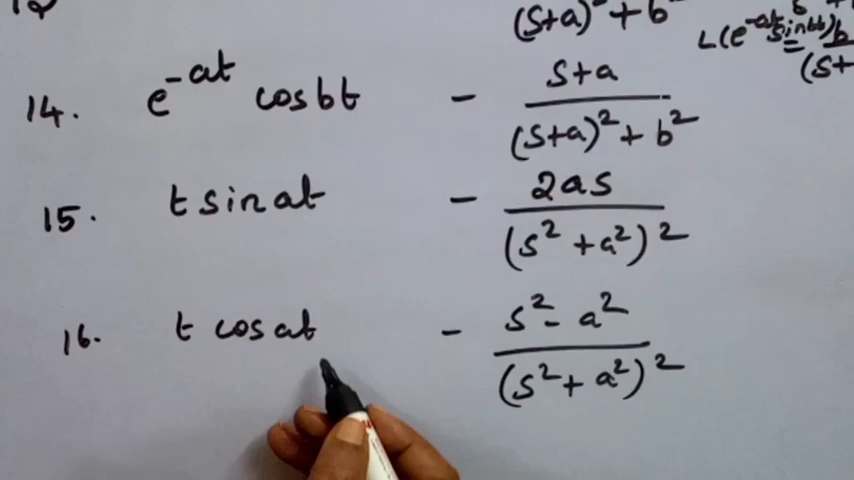 (s+a)² + b²
L(e^-at sin bt)
= b
(s+
14. e^-at cos bt - s+a / (s+a)² + b²
15. t sin at - 2as / (s² + a²)²
16. t cos at - s² - a² / (s² + a²)²